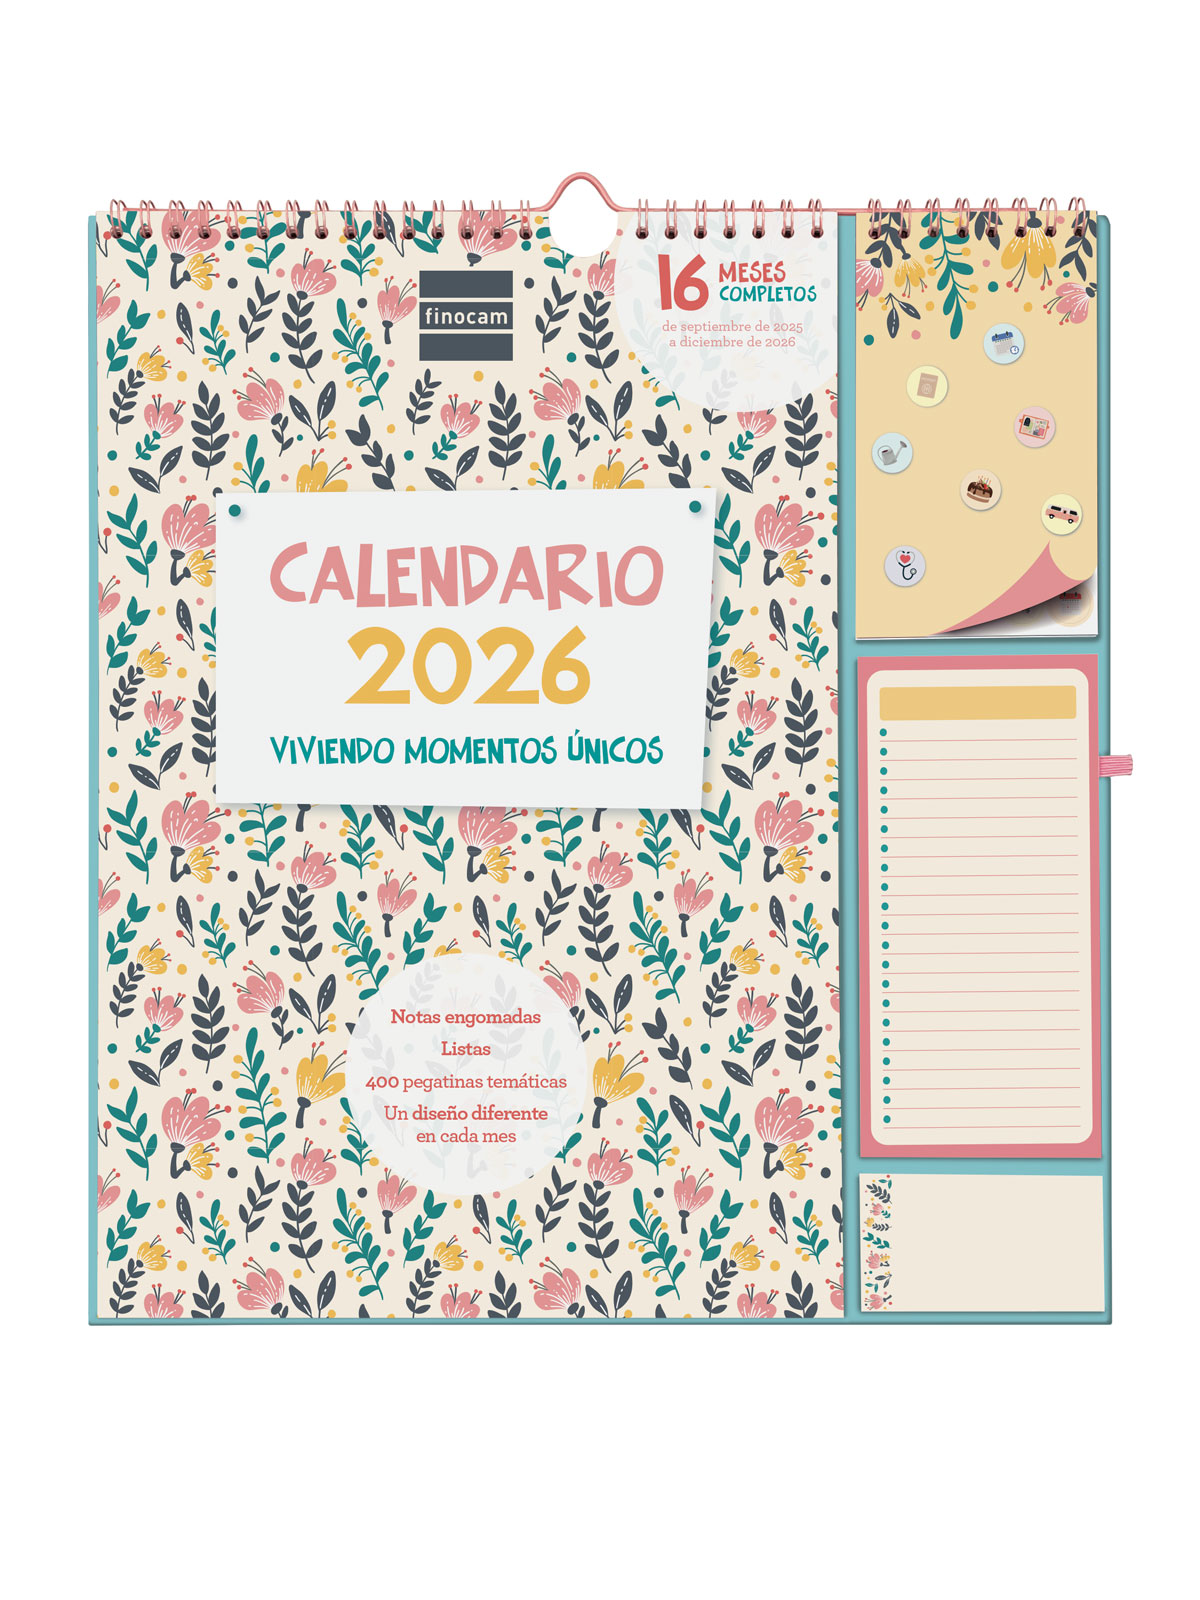 finocam
16 MESES
COMPLETOS
de septiembre de 2025
a diciembre de 2026
CALENDARIO
2026
VIVIENDO MOMENTOS ÚNICOS
Notas engomadas
Listas
400 pegatinas temáticas
Un diseño diferente
en cada mes